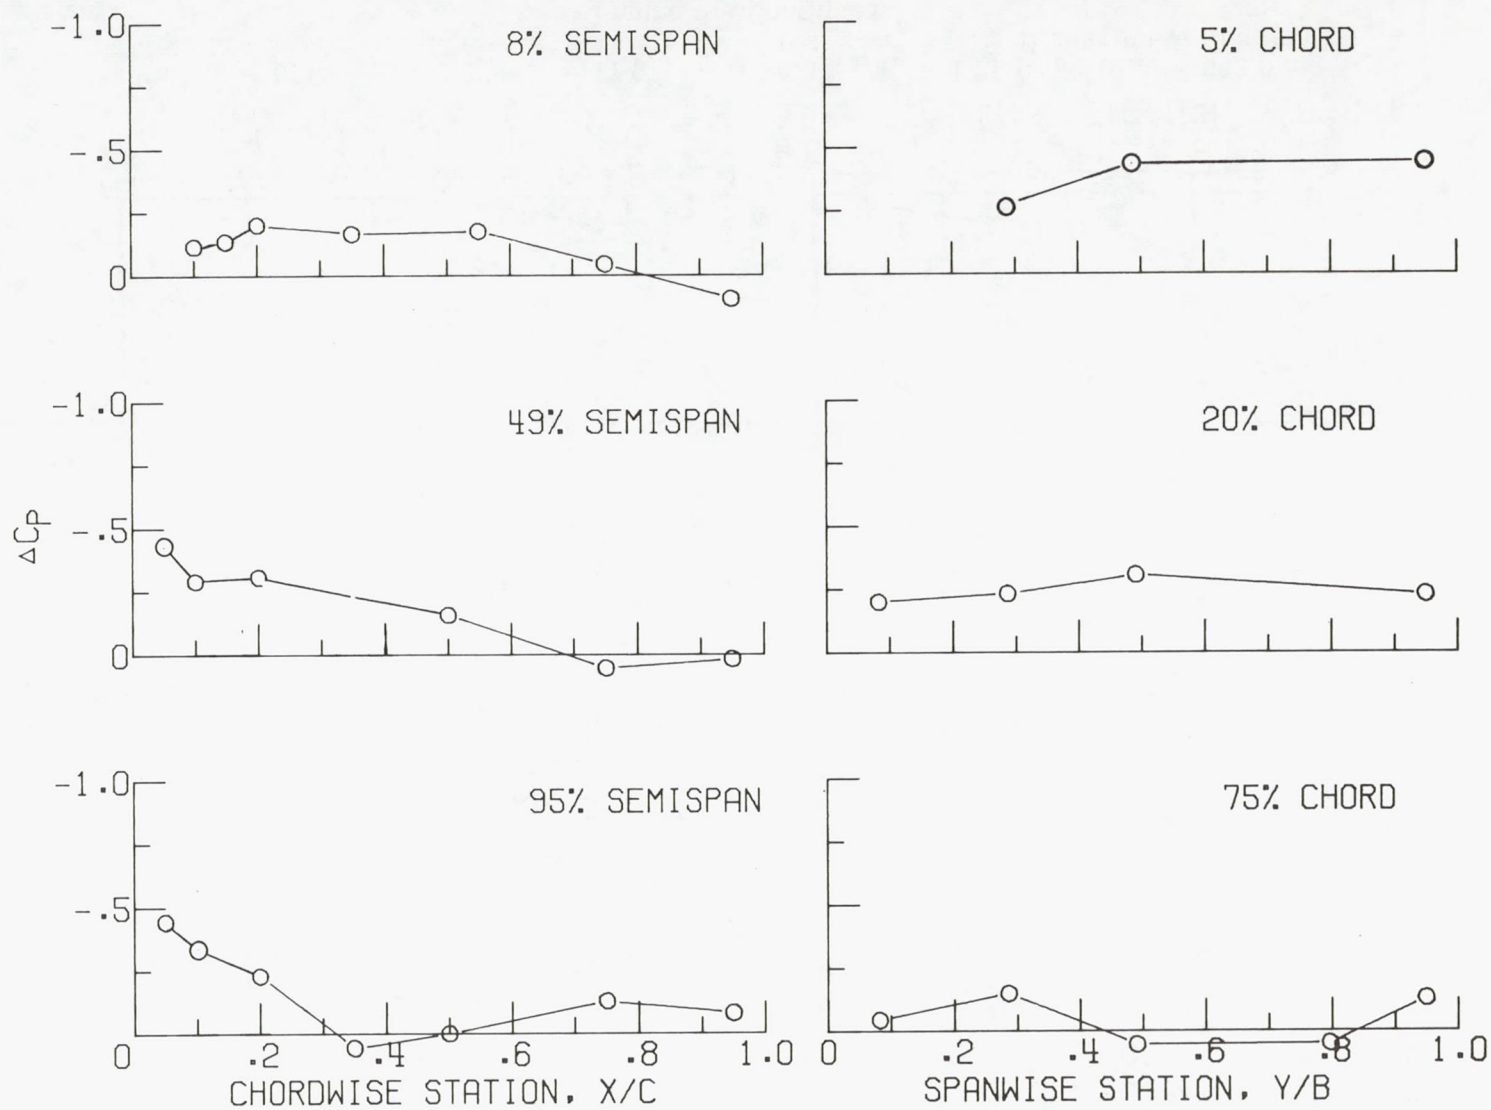 8% SEMISPAN
-1.0
-.5
0
5% CHORD
49% SEMISPAN
-1.0
-.5
0
ΔCp
20% CHORD
95% SEMISPAN
-1.0
-.5
0 .2 .4 .6 .8 1.0
CHORDWISE STATION, X/C
75% CHORD
0 .2 .4 .6 .8 1.0
SPANWISE STATION, Y/B